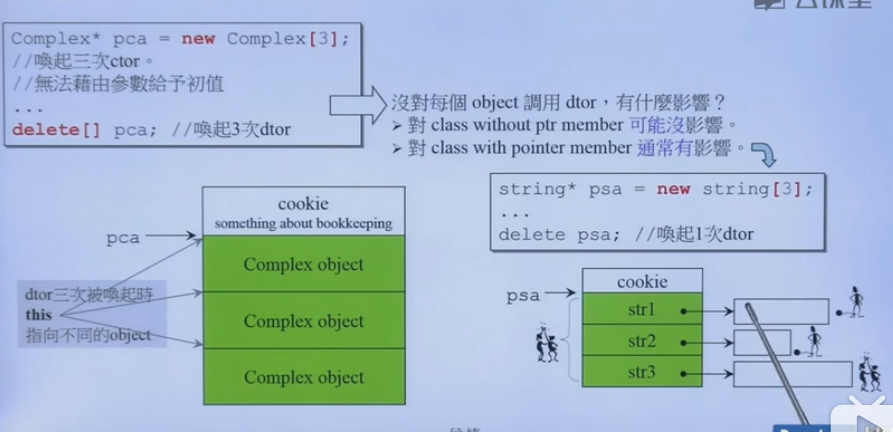 Complex* pca = new Complex[3];
//喚起三次ctor。
//無法藉由參數給予初值
...
delete[] pca; //喚起3次dtor
沒對每個 object 調用 dtor，有什麼影響？
➢ 對 class without ptr member 可能沒影響。
➢ 對 class with pointer member 通常有影響。
string* psa = new string[3];
...
delete psa; //喚起1次dtor
cookie
something about bookkeeping
pca
Complex object
Complex object
Complex object
dtor三次被喚起時
this
指向不同的object
cookie
psa
str1
str2
str3